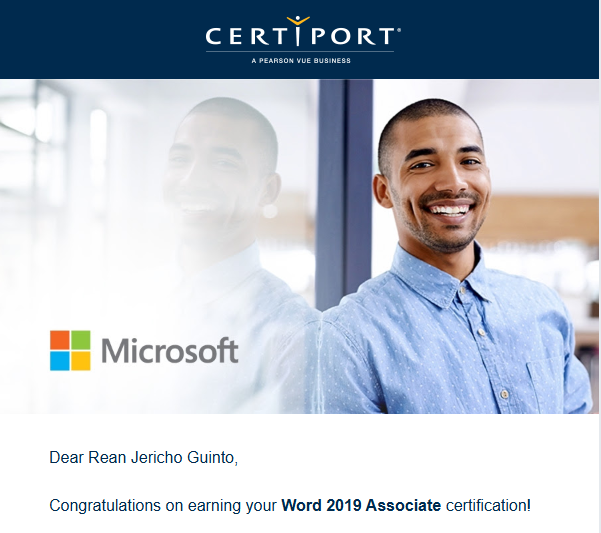 CERTIPORT®
A PEARSON VUE BUSINESS
Microsoft
Dear Rean Jericho Guinto,
Congratulations on earning your Word 2019 Associate certification!